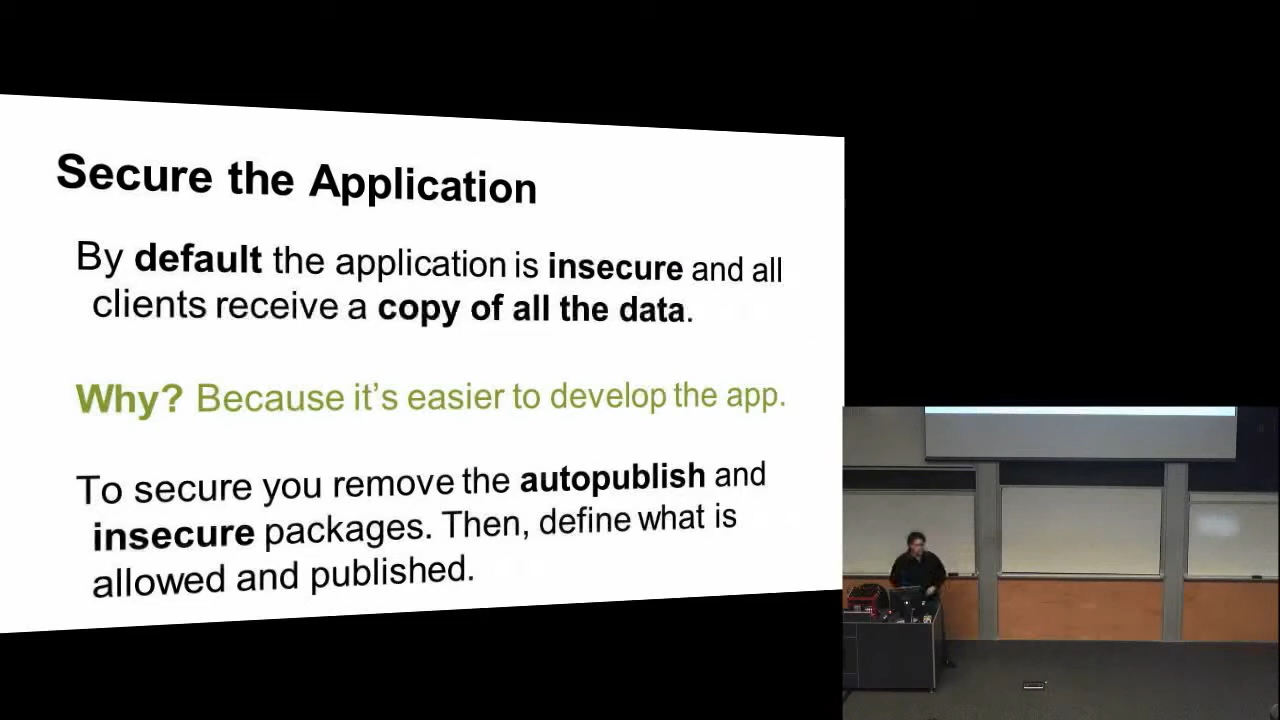 Secure the Application
By default the application is insecure and all
clients receive a copy of all the data.
Why? Because it’s easier to develop the app.
To secure you remove the autopublish and
insecure packages. Then, define what is
allowed and published.